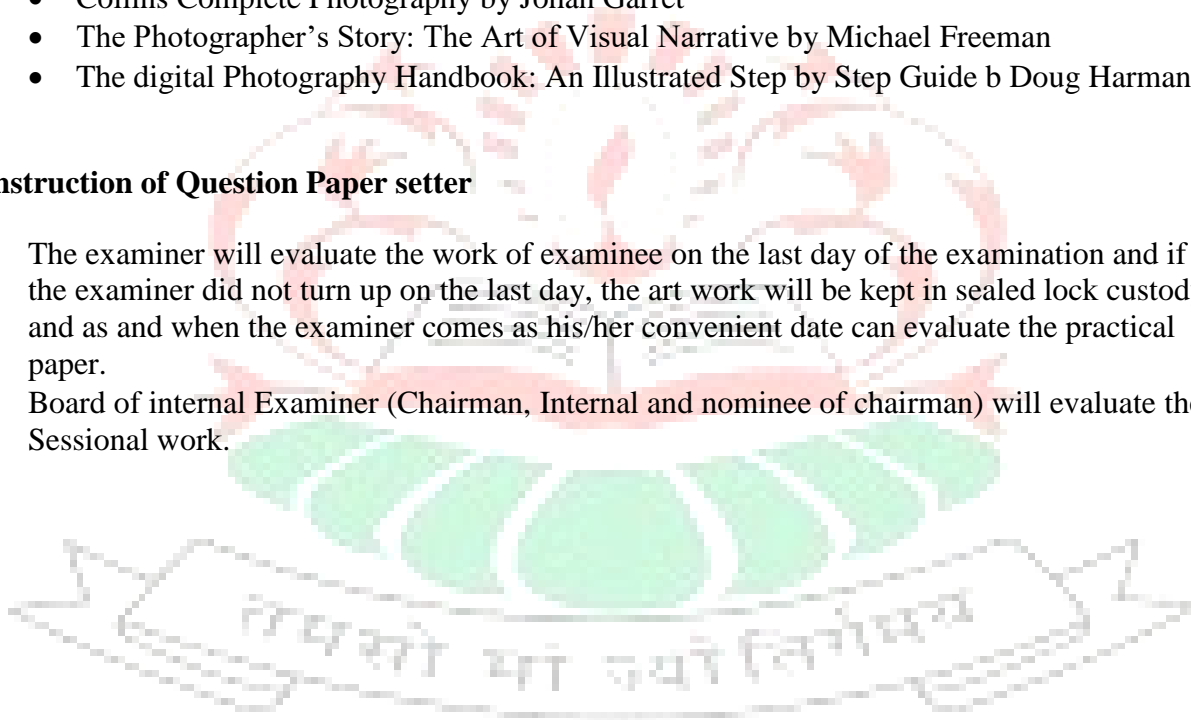 • Collins Complete Photography by Johan Garret
• The Photographer’s Story: The Art of Visual Narrative by Michael Freeman
• The digital Photography Handbook: An Illustrated Step by Step Guide b Doug Harman
nstruction of Question Paper setter
The examiner will evaluate the work of examinee on the last day of the examination and if
the examiner did not turn up on the last day, the art work will be kept in sealed lock custod
and as and when the examiner comes as his/her convenient date can evaluate the practical
paper.
Board of internal Examiner (Chairman, Internal and nominee of chairman) will evaluate the
Sessional work.
तमसो मा ज्योतिर्गमय